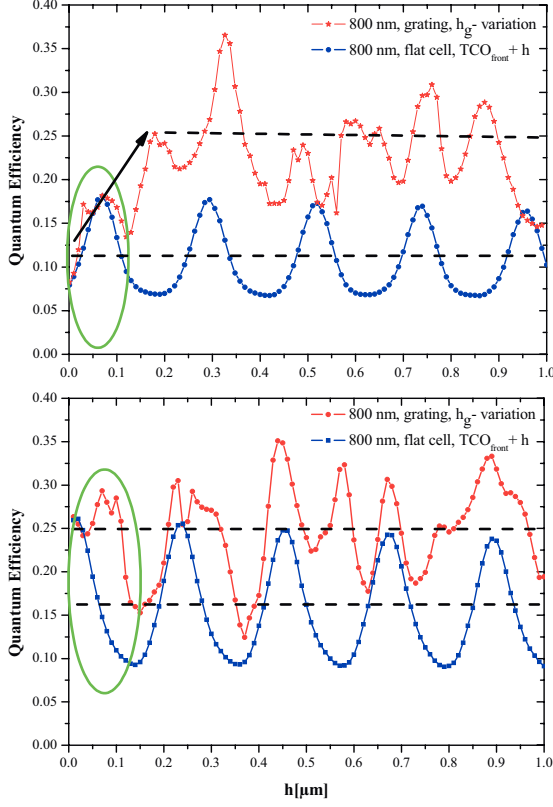 0.40
0.35
0.30
0.25
0.20
0.15
0.10
0.05
0.00
Quantum Efficiency
800 nm, grating, hg- variation
800 nm, flat cell, TCOfront+ h
0.0 0.1 0.2 0.3 0.4 0.5 0.6 0.7 0.8 0.9 1.0
0.40
0.35
0.30
0.25
0.20
0.15
0.10
0.05
0.00
Quantum Efficiency
800 nm, grating, hg- variation
800 nm, flat cell, TCOfront+ h
0.0 0.1 0.2 0.3 0.4 0.5 0.6 0.7 0.8 0.9 1.0
h[µm]